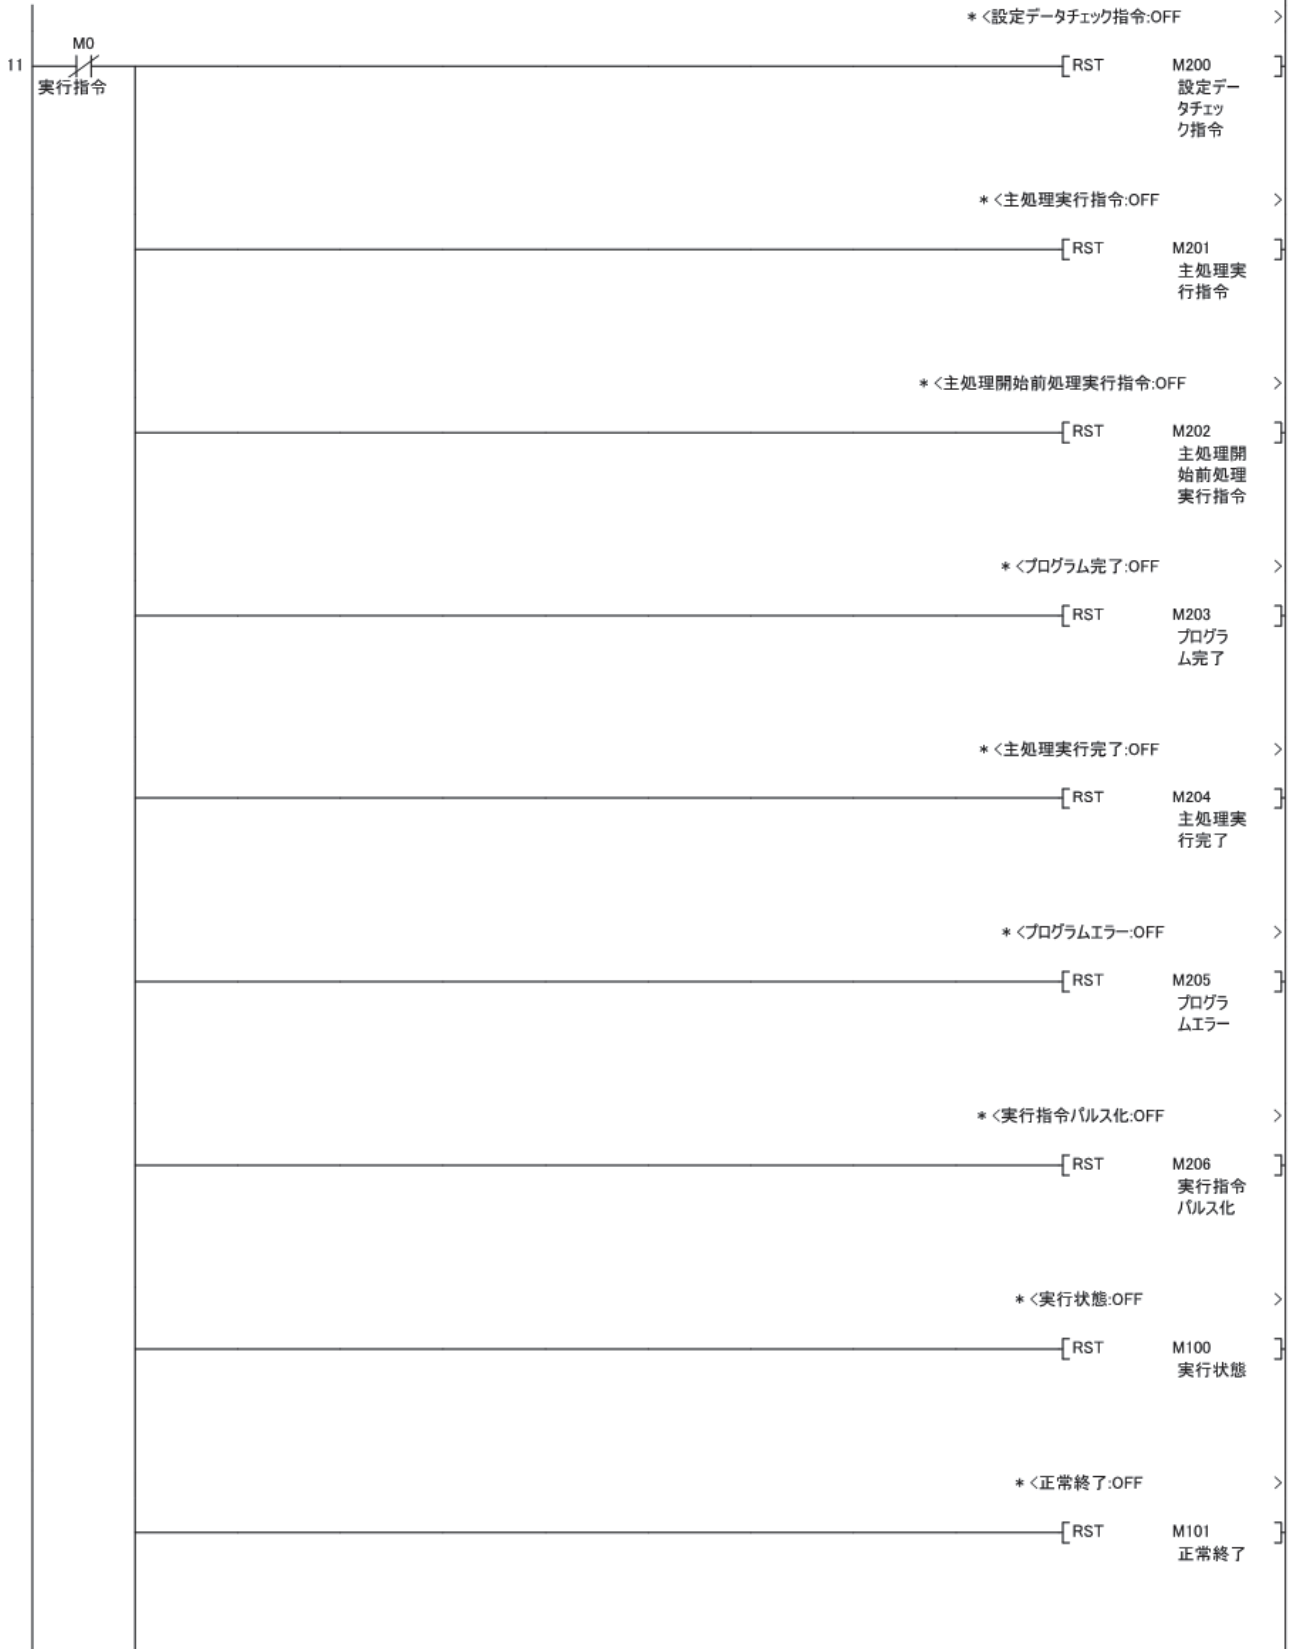 * <設定データチェック指令:OFF >
M0
11 [RST M200 ]
実行指令
設定デー
タチェッ
ク指令
* <主処理実行指令:OFF >
[RST M201 ]
主処理実
行指令
* <主処理開始前処理実行指令:OFF >
[RST M202 ]
主処理開
始前処理
実行指令
* <プログラム完了:OFF >
[RST M203 ]
プログラ
ム完了
* <主処理実行完了:OFF >
[RST M204 ]
主処理実
行完了
* <プログラムエラー:OFF >
[RST M205 ]
プログラ
ムエラー
* <実行指令パルス化:OFF >
[RST M206 ]
実行指令
パルス化
* <実行状態:OFF >
[RST M100 ]
実行状態
* <正常終了:OFF >
[RST M101 ]
正常終了